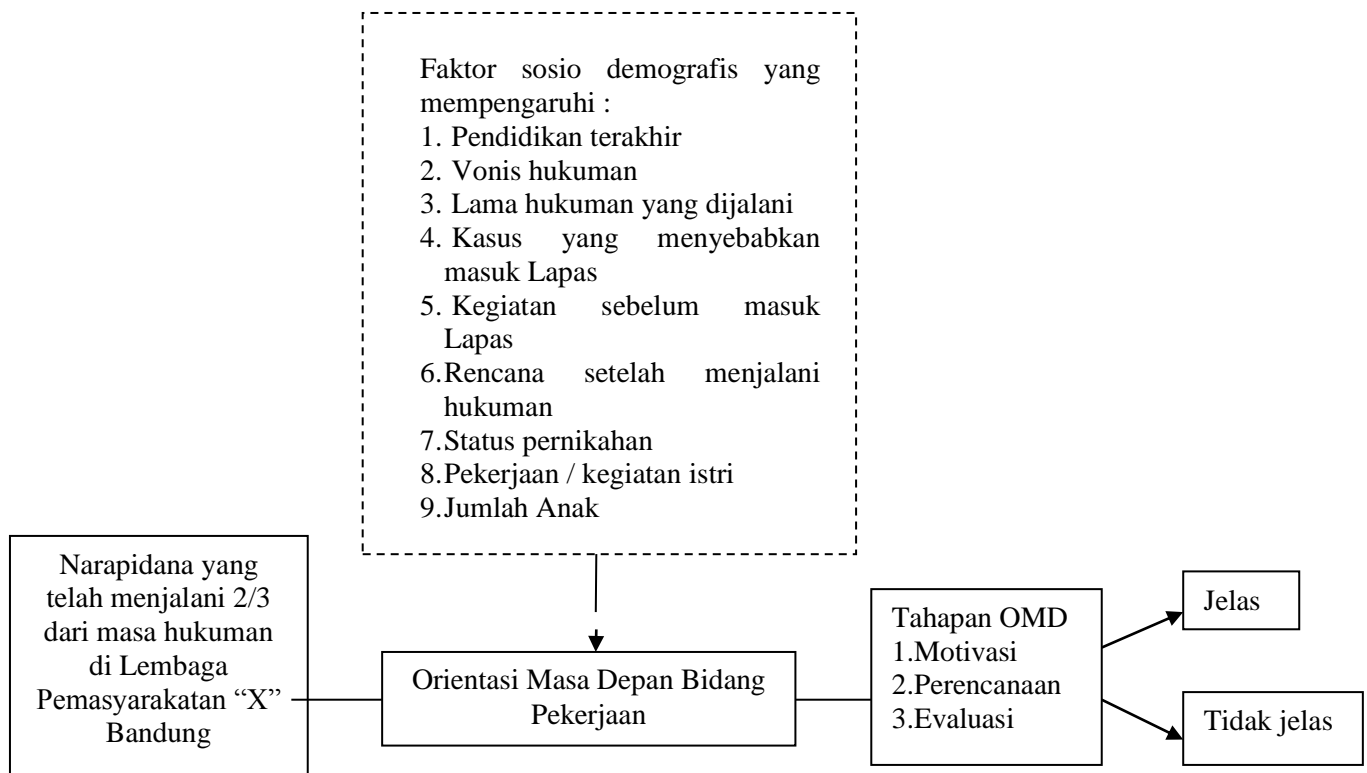 Faktor sosio demografis yang
mempengaruhi :
1. Pendidikan terakhir
2. Vonis hukuman
3. Lama hukuman yang dijalani
4. Kasus yang menyebabkan
masuk Lapas
5. Kegiatan sebelum masuk
Lapas
6.Rencana setelah menjalani
hukuman
7.Status pernikahan
8.Pekerjaan / kegiatan istri
9.Jumlah Anak
Narapidana yang
telah menjalani 2/3
dari masa hukuman
di Lembaga
Pemasyarakatan “X”
Bandung
Orientasi Masa Depan Bidang
Pekerjaan
Tahapan OMD
1.Motivasi
2.Perencanaan
3.Evaluasi
Jelas
Tidak jelas